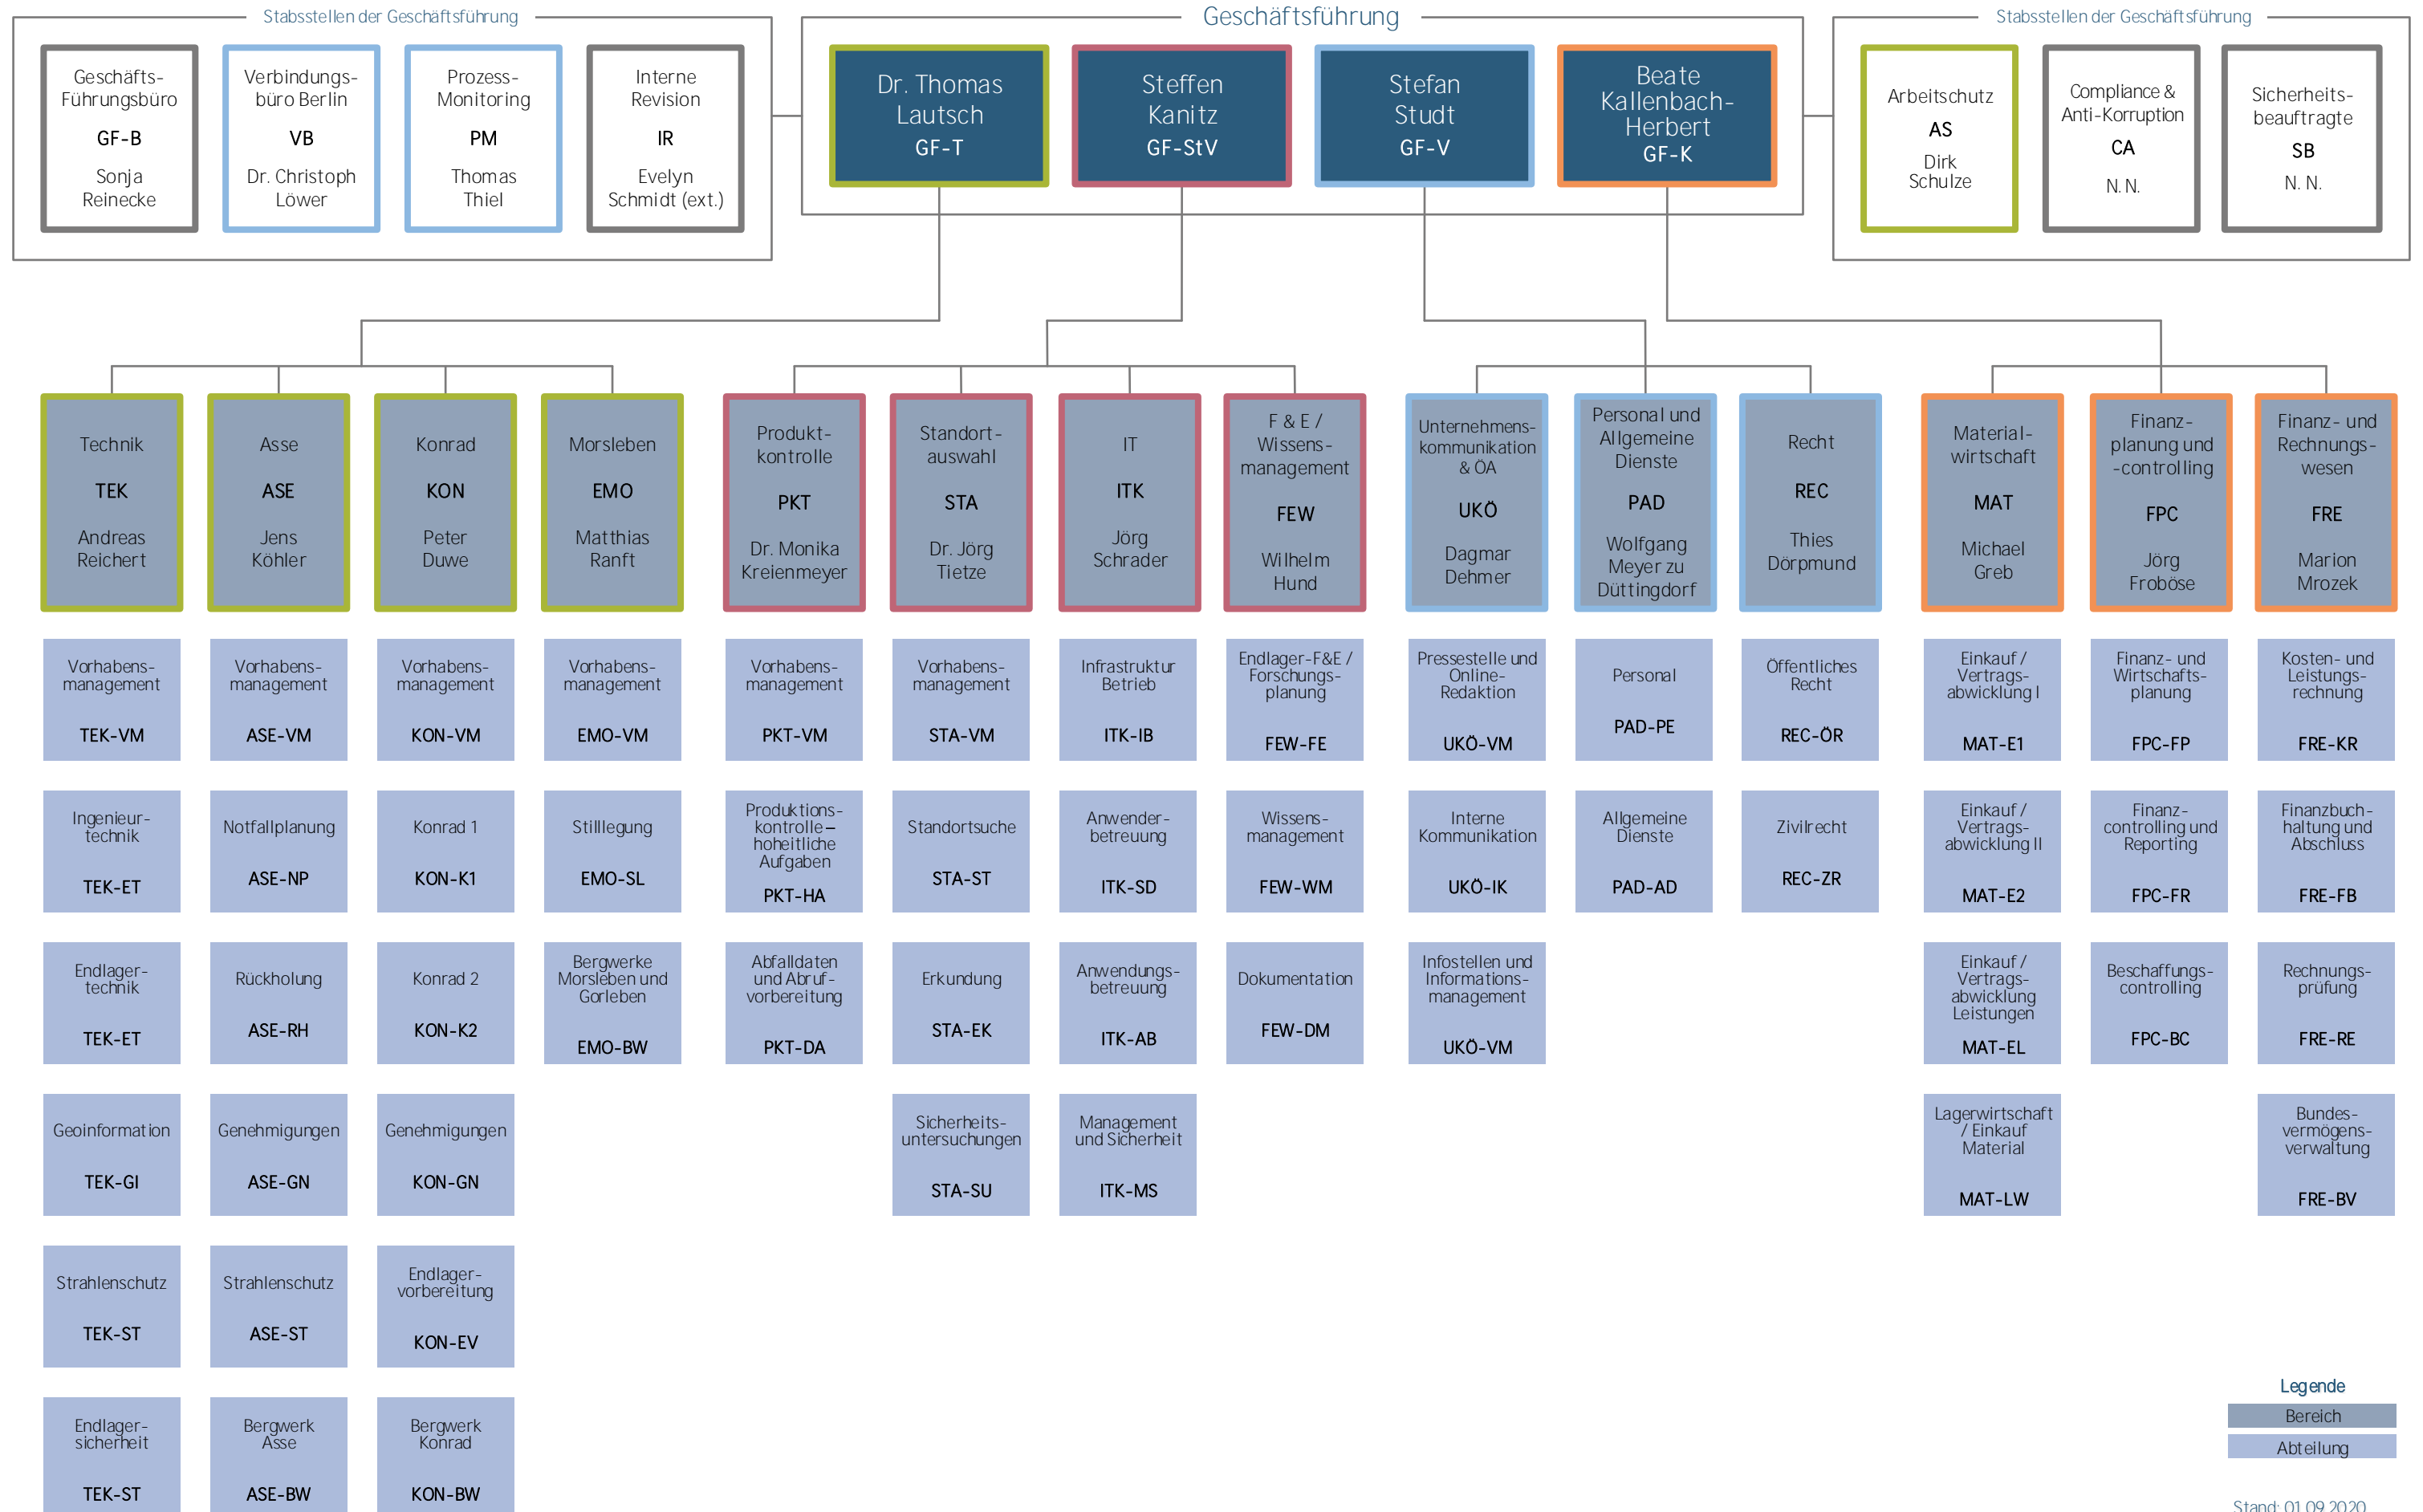 Stabsstellen der Geschäftsführung
Geschäfts-
Führungsbüro
GF-B
Sonja
Reinecke
Verbindungs-
büro Berlin
VB
Dr. Christoph
Löwer
Prozess-
Monitoring
PM
Thomas
Thiel
Interne
Revision
IR
Evelyn
Schmidt (ext.)
Geschäftsführung
Dr. Thomas
Lautsch
GF-T
Steffen
Kanitz
GF-StV
Stefan
Studt
GF-V
Beate
Kallenbach-
Herbert
GF-K
Stabsstellen der Geschäftsführung
Arbeitschutz
AS
Dirk
Schulze
Compliance &
Anti-Korruption
CA
N. N.
Sicherheits-
beauftragte
SB
N. N.
Technik
TEK
Andreas
Reichert
Asse
ASE
Jens
Köhler
Konrad
KON
Peter
Duwe
Morsleben
EMO
Matthias
Ranft
Produkt-
kontrolle
PKT
Dr. Monika
Kreienmeyer
Standort-
auswahl
STA
Dr. Jörg
Tietze
IT
ITK
Jörg
Schrader
F & E /
Wissens-
management
FEW
Wilhelm
Hund
Unternehmens-
kommunikation
& ÖA
UKÖ
Dagmar
Dehmer
Personal und
Allgemeine
Dienste
PAD
Wolfgang
Meyer zu
Düttingdorf
Recht
REC
Thies
Dörpmund
Material-
wirtschaft
MAT
Michael
Greb
Finanz-
planung und
-controlling
FPC
Jörg
Froböse
Finanz- und
Rechnungs-
wesen
FRE
Marion
Mrozek
Vorhabens-
management
TEK-VM
Vorhabens-
management
ASE-VM
Vorhabens-
management
KON-VM
Vorhabens-
management
EMO-VM
Vorhabens-
management
PKT-VM
Vorhabens-
management
STA-VM
Infrastruktur
Betrieb
ITK-IB
Endlager-F&E /
Forschungs-
planung
FEW-FE
Pressestelle und
Online-
Redaktion
UKÖ-VM
Personal
PAD-PE
Öffentliches
Recht
REC-ÖR
Einkauf /
Vertrags-
abwicklung I
MAT-E1
Finanz- und
Wirtschafts-
planung
FPC-FP
Kosten- und
Leistungs-
rechnung
FRE-KR
Ingenieur-
technik
TEK-ET
Notfallplanung
ASE-NP
Konrad 1
KON-K1
Stilllegung
EMO-SL
Produktions-
kontrolle –
hoheitliche
Aufgaben
PKT-HA
Standortsuche
STA-ST
Anwender-
betreuung
ITK-SD
Wissens-
management
FEW-WM
Interne
Kommunikation
UKÖ-IK
Allgemeine
Dienste
PAD-AD
Zivilrecht
REC-ZR
Einkauf /
Vertrags-
abwicklung II
MAT-E2
Finanz-
controlling und
Reporting
FPC-FR
Finanzbuch-
haltung und
Abschluss
FRE-FB
Endlager-
technik
TEK-ET
Rückholung
ASE-RH
Konrad 2
KON-K2
Bergwerke
Morsleben und
Gorleben
EMO-BW
Abfalldaten
und Abruf-
vorbereitung
PKT-DA
Erkundung
STA-EK
Anwendungs-
betreuung
ITK-AB
Dokumentation
FEW-DM
Infostellen und
Informations-
management
UKÖ-VM
Einkauf /
Vertrags-
abwicklung
Leistungen
MAT-EL
Beschaffungs-
controlling
FPC-BC
Rechnungs-
prüfung
FRE-RE
Geoinformation
TEK-GI
Genehmigungen
ASE-GN
Genehmigungen
KON-GN
Sicherheits-
untersuchungen
STA-SU
Management
und Sicherheit
ITK-MS
Lagerwirtschaft
/ Einkauf
Material
MAT-LW
Bundes-
vermögens-
verwaltung
FRE-BV
Strahlenschutz
TEK-ST
Strahlenschutz
ASE-ST
Endlager-
vorbereitung
KON-EV
Endlager-
sicherheit
TEK-ST
Bergwerk
Asse
ASE-BW
Bergwerk
Konrad
KON-BW
Legende
Bereich
Abteilung
Stand: 01.09.2020